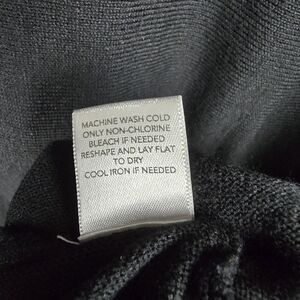 MACHINE WASH COLD
ONLY NON-CHLORINE
BLEACH IF NEEDED
RESHAPE AND LAY FLAT
TO DRY
COOL IRON IF NEEDED